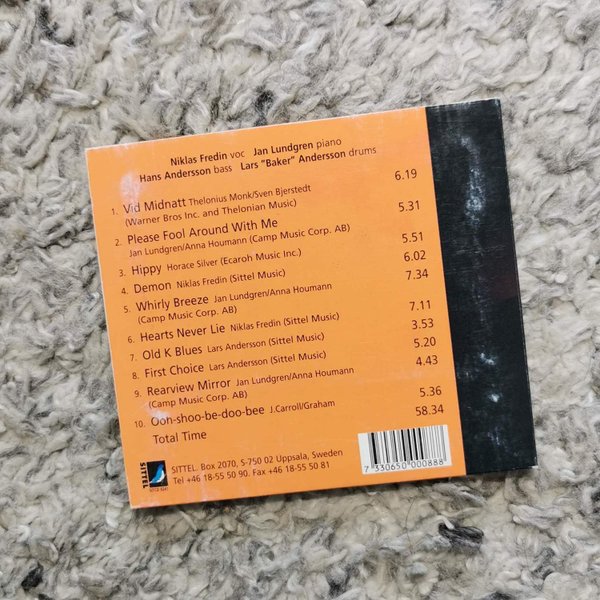 Niklas Fredin voc Jan Lundgren piano
Hans Andersson bass Lars "Baker" Andersson drums
1. Vid Midnatt Thelonius Monk/Sven Bjerstedt 6.19
(Warner Bros Inc. and Thelonian Music)
2. Please Fool Around With Me 5.31
Jan Lundgren/Anna Houmann (Camp Music Corp. AB)
3. Hippy Horace Silver (Ecaroh Music Inc.) 5.51
4. Demon Niklas Fredin (Sittel Music) 6.02
5. Whirly Breeze Jan Lundgren/Anna Houmann 7.34
(Camp Music Corp. AB)
6. Hearts Never Lie Niklas Fredin (Sittel Music) 7.11
7. Old K Blues Lars Andersson (Sittel Music) 3.53
8. First Choice Lars Andersson (Sittel Music) 5.20
9. Rearview Mirror Jan Lundgren/Anna Houmann 4.43
(Camp Music Corp. AB)
10. Ooh-shoo-be-doo-bee J.Carroll/Graham 5.36
Total Time 58.34
SITTEL
SITTEL. Box 2070, S-750 02 Uppsala, Sweden
Tel +46 18-55 50 90. Fax +46 18-55 50 81
7 330650 000888